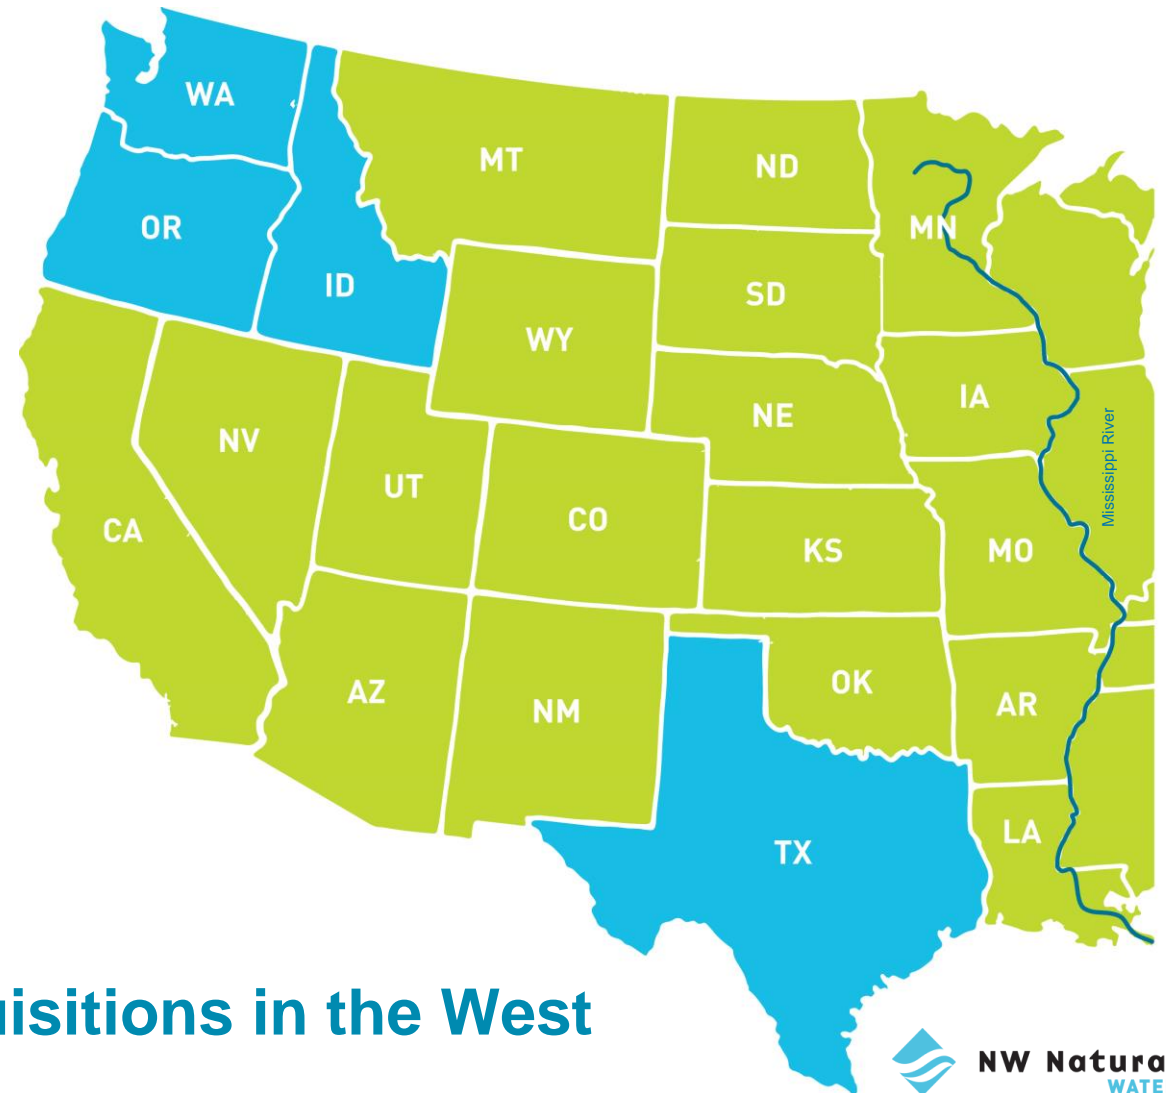 WA
MT
ND
OR
MN
ID
SD
WY
IA
NE
NV
UT
CO
CA
KS
MO
Mississippi River
AZ
NM
OK
AR
TX
LA
uisitions in the West
NW Natura
WATE